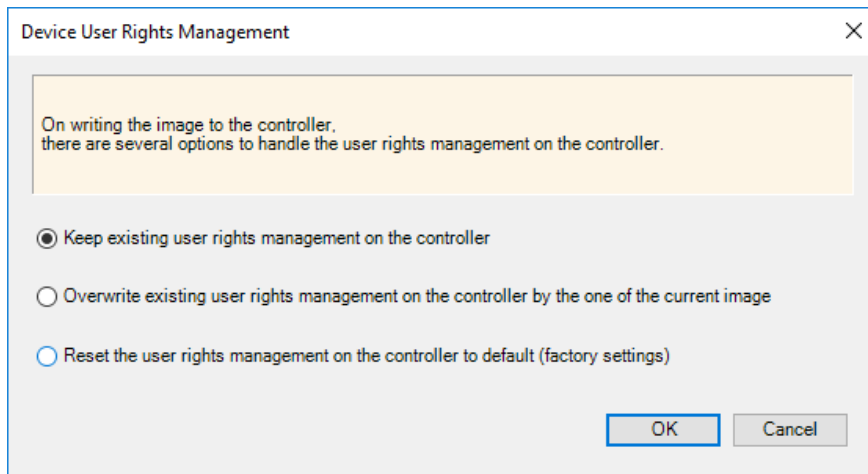 Device User Rights Management
On writing the image to the controller,
there are several options to handle the user rights management on the controller.
Keep existing user rights management on the controller
Overwrite existing user rights management on the controller by the one of the current image
Reset the user rights management on the controller to default (factory settings)
OK Cancel